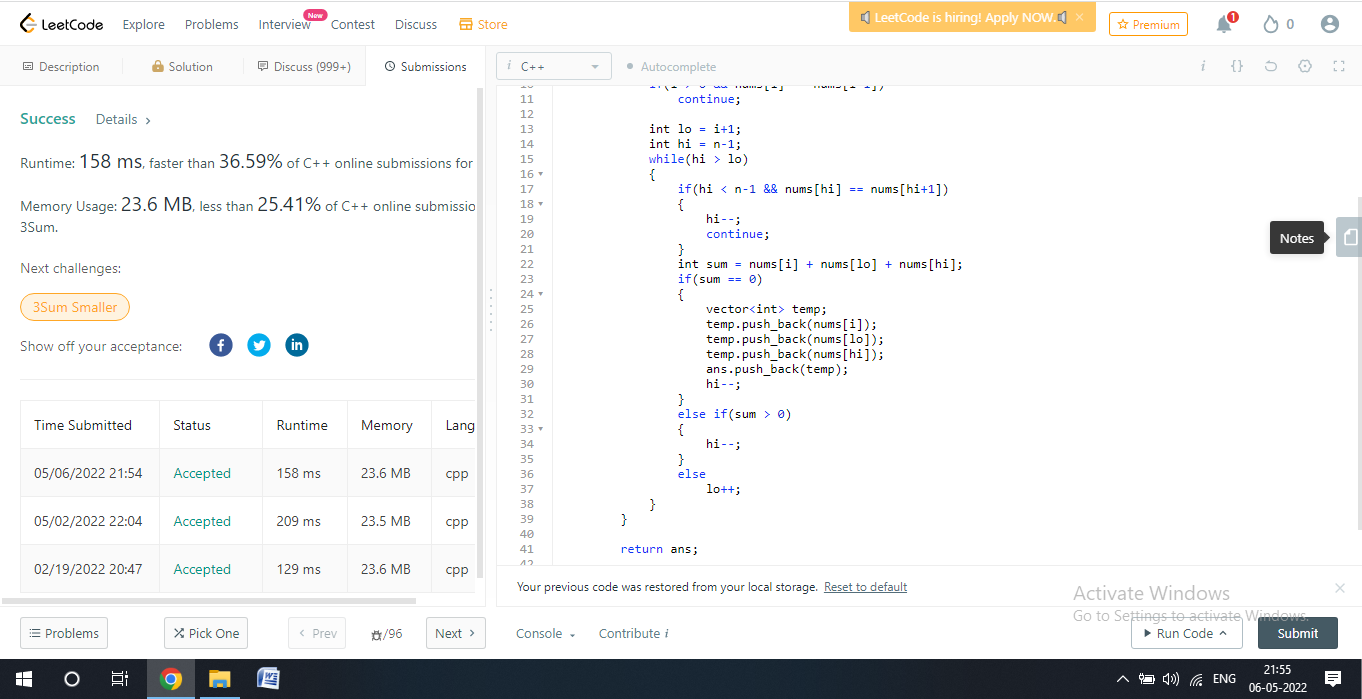 LeetCode Explore Problems Interview New Contest Discuss Store LeetCode is hiring! Apply NOW. × Premium 1 0
Description Solution Discuss (999+) Submissions i C++ Autocomplete i {}
Success Details ›
Runtime: 158 ms, faster than 36.59% of C++ online submissions for
Memory Usage: 23.6 MB, less than 25.41% of C++ online submissio
3Sum.
Next challenges:
3Sum Smaller
Show off your acceptance:
Time Submitted Status Runtime Memory Lang
05/06/2022 21:54 Accepted 158 ms 23.6 MB cpp
05/02/2022 22:04 Accepted 209 ms 23.5 MB cpp
02/19/2022 20:47 Accepted 129 ms 23.6 MB cpp
11 continue;
12
13 int lo = i+1;
14 int hi = n-1;
15 while(hi > lo)
16 {
17 if(hi < n-1 && nums[hi] == nums[hi+1])
18 {
19 hi--;
20 continue;
21 }
22 int sum = nums[i] + nums[lo] + nums[hi];
23 if(sum == 0)
24 {
25 vector<int> temp;
26 temp.push_back(nums[i]);
27 temp.push_back(nums[lo]);
28 temp.push_back(nums[hi]);
29 ans.push_back(temp);
30 hi--;
31 }
32 else if(sum > 0)
33 {
34 hi--;
35 }
36 else
37 lo++;
38 }
39 }
40
41 return ans;
Notes
Your previous code was restored from your local storage. Reset to default
Activate Windows
Go to Settings to activate Windows.
Problems Pick One ‹ Prev /96 Next › Console Contribute i Run Code Submit
ENG 21:55
06-05-2022